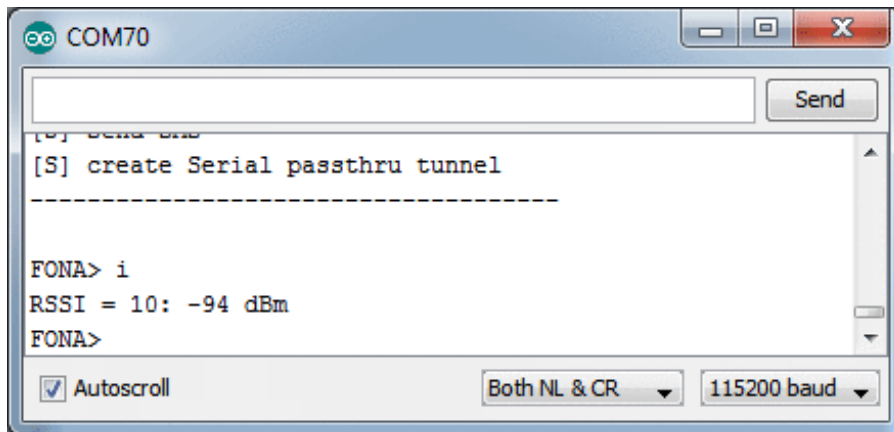 COM70
Send
[S] create Serial passthru tunnel
-------------------------------------
FONA> i
RSSI = 10: -94 dBm
FONA>
Autoscroll
Both NL & CR
115200 baud